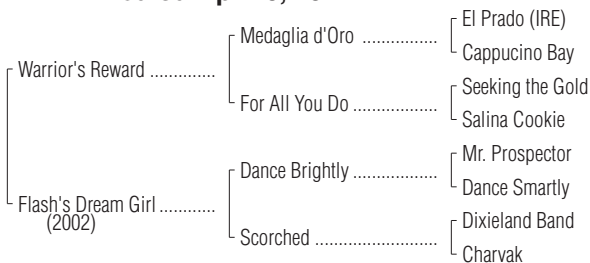 El Prado (IRE)
Medaglia d'Oro ................
Cappucino Bay
Warrior's Reward .............
Seeking the Gold
For All You Do ..................
Salina Cookie
Mr. Prospector
Dance Brightly ..................
Dance Smartly
Flash's Dream Girl ............
(2002)
Dixieland Band
Scorched ..........................
Charvak